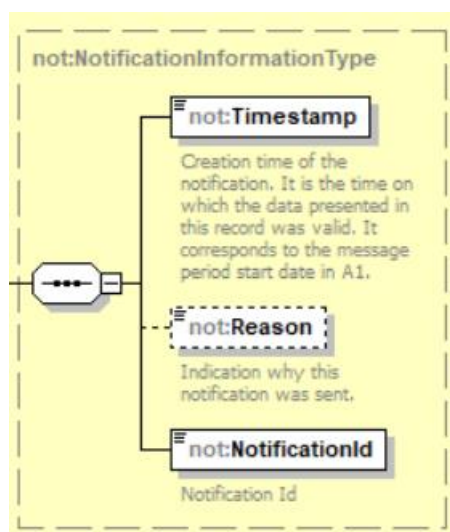 not:NotificationInformationType
not:Timestamp
Creation time of the
notification. It is the time on
which the data presented in
this record was valid. It
corresponds to the message
period start date in A1.
not:Reason
Indication why this
notification was sent.
not:NotificationId
Notification Id